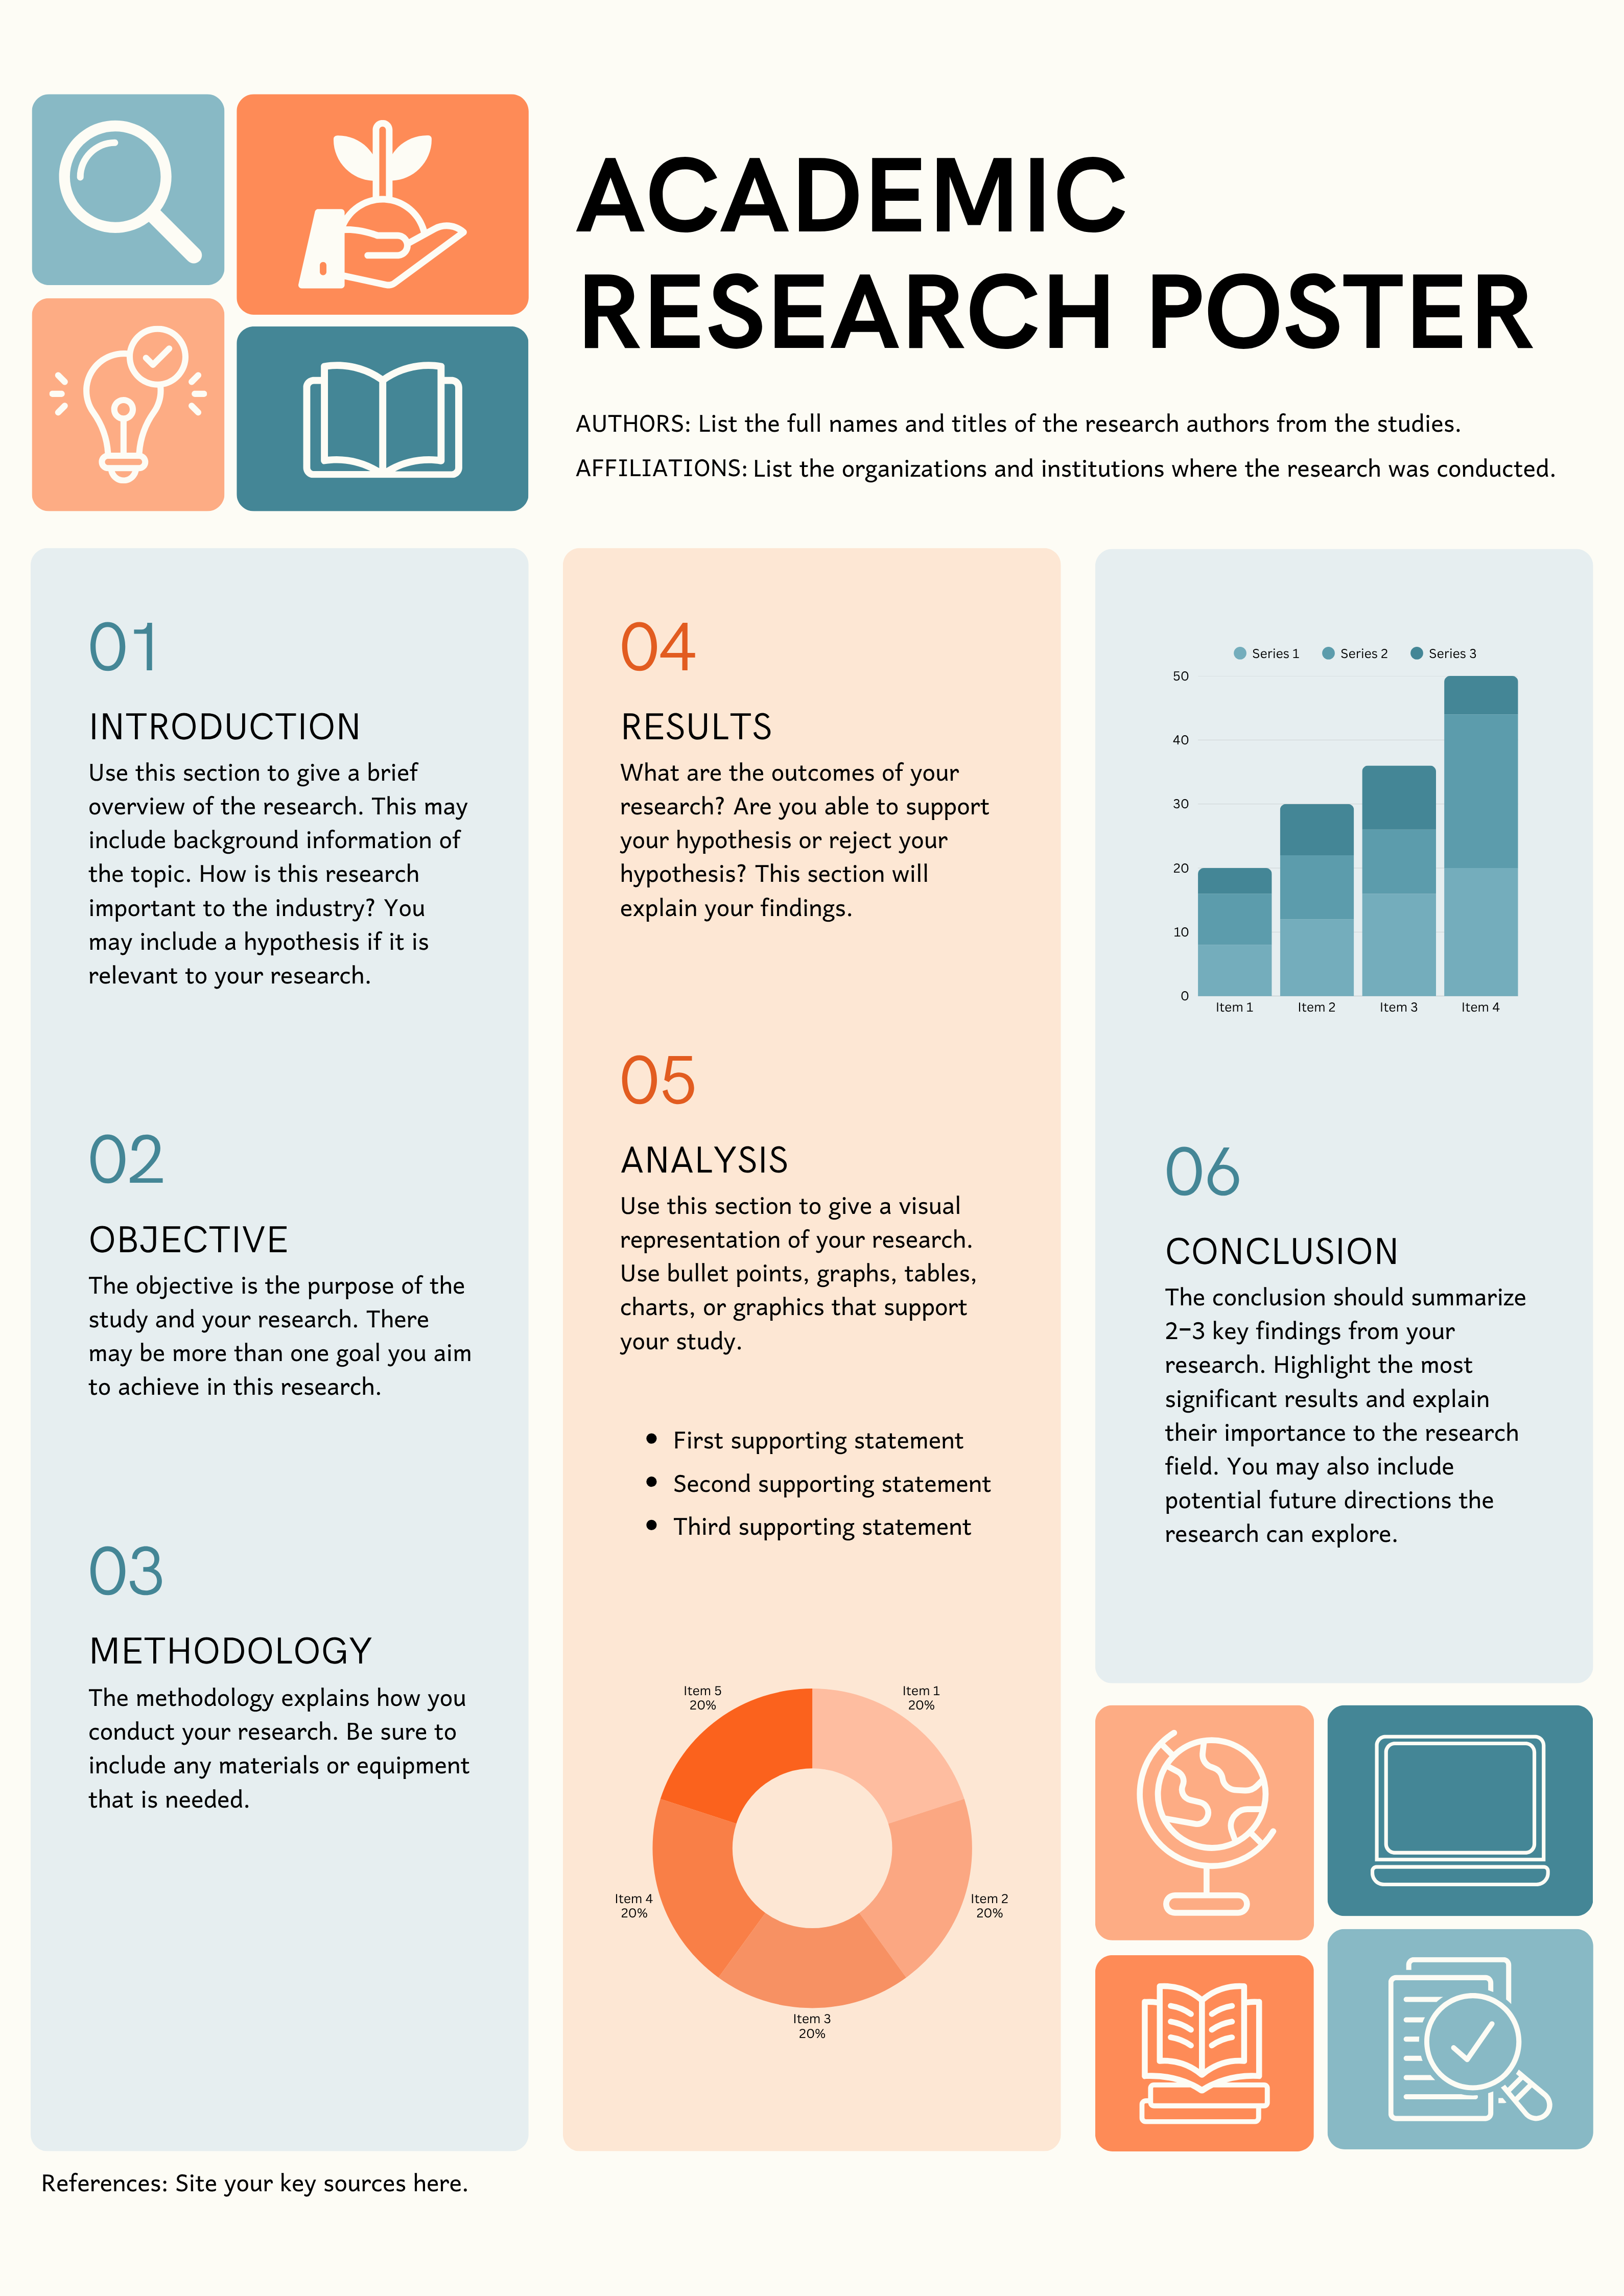 ACADEMIC
RESEARCH POSTER
AUTHORS: List the full names and titles of the research authors from the studies.
AFFILIATIONS: List the organizations and institutions where the research was conducted.
01
INTRODUCTION
Use this section to give a brief
overview of the research. This may
include background information of
the topic. How is this research
important to the industry? You
may include a hypothesis if it is
relevant to your research.
02
OBJECTIVE
The objective is the purpose of the
study and your research. There
may be more than one goal you aim
to achieve in this research.
03
METHODOLOGY
The methodology explains how you
conduct your research. Be sure to
include any materials or equipment
that is needed.
04
RESULTS
What are the outcomes of your
research? Are you able to support
your hypothesis or reject your
hypothesis? This section will
explain your findings.
05
ANALYSIS
Use this section to give a visual
representation of your research.
Use bullet points, graphs, tables,
charts, or graphics that support
your study.
• First supporting statement
• Second supporting statement
• Third supporting statement
Item 5
20%
Item 1
20%
Item 4
20%
Item 2
20%
Item 3
20%
Series 1 Series 2 Series 3
50
40
30
20
10
0
Item 1 Item 2 Item 3 Item 4
06
CONCLUSION
The conclusion should summarize
2–3 key findings from your
research. Highlight the most
significant results and explain
their importance to the research
field. You may also include
potential future directions the
research can explore.
References: Site your key sources here.